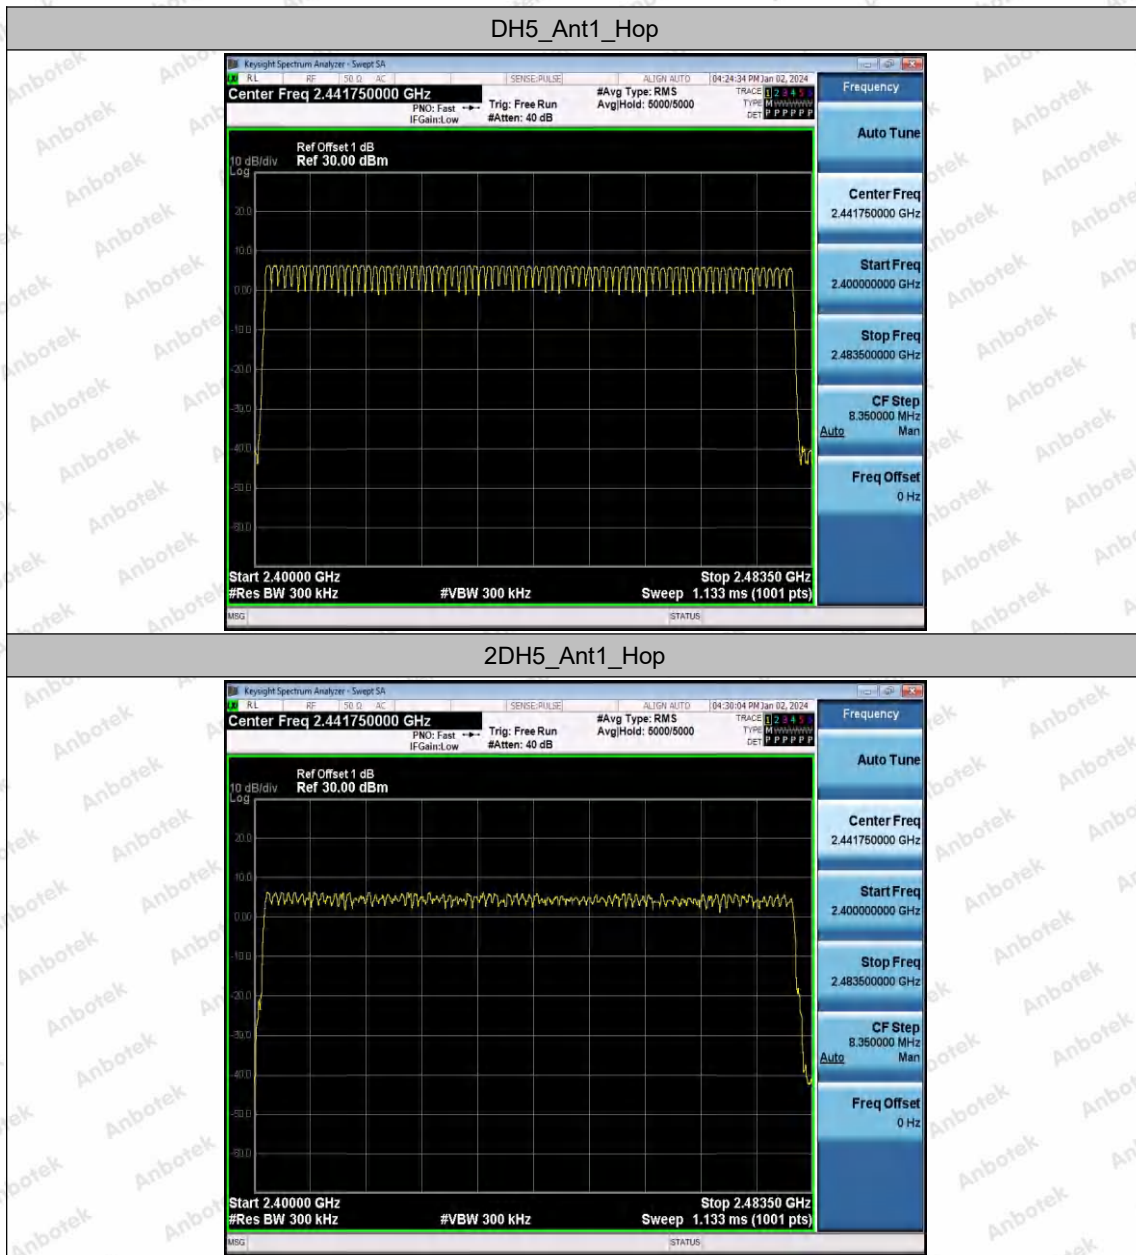 DH5_Ant1_Hop
Keysight Spectrum Analyzer - Swept SA
RL RF 50 Ω AC SENSE:PULSE ALIGN AUTO 04:24:34 PM Jan 02, 2024
Center Freq 2.441750000 GHz
PNO: Fast
IFGain:Low
Trig: Free Run
#Atten: 40 dB
#Avg Type: RMS
Avg|Hold: 5000/5000
TRACE 1 2 3 4 5
TYPE M
DET P P P P P P
Frequency
Auto Tune
Center Freq
2.441750000 GHz
Start Freq
2.400000000 GHz
Stop Freq
2.483500000 GHz
CF Step
8.350000 MHz
Auto Man
Freq Offset
0 Hz
Ref Offset 1 dB
10 dB/div Ref 30.00 dBm
Log
20.0
10.0
0.00
-10.0
-20.0
-30.0
-40.0
-50.0
-60.0
Start 2.40000 GHz Stop 2.48350 GHz
#Res BW 300 kHz #VBW 300 kHz Sweep 1.133 ms (1001 pts)
MSG STATUS
2DH5_Ant1_Hop
Keysight Spectrum Analyzer - Swept SA
RL RF 50 Ω AC SENSE:PULSE ALIGN AUTO 04:30:04 PM Jan 02, 2024
Center Freq 2.441750000 GHz
PNO: Fast
IFGain:Low
Trig: Free Run
#Atten: 40 dB
#Avg Type: RMS
Avg|Hold: 5000/5000
TRACE 1 2 3 4 5
TYPE M
DET P P P P P P
Frequency
Auto Tune
Center Freq
2.441750000 GHz
Start Freq
2.400000000 GHz
Stop Freq
2.483500000 GHz
CF Step
8.350000 MHz
Auto Man
Freq Offset
0 Hz
Ref Offset 1 dB
10 dB/div Ref 30.00 dBm
Log
20.0
10.0
0.00
-10.0
-20.0
-30.0
-40.0
-50.0
-60.0
Start 2.40000 GHz Stop 2.48350 GHz
#Res BW 300 kHz #VBW 300 kHz Sweep 1.133 ms (1001 pts)
MSG STATUS
Anbotek